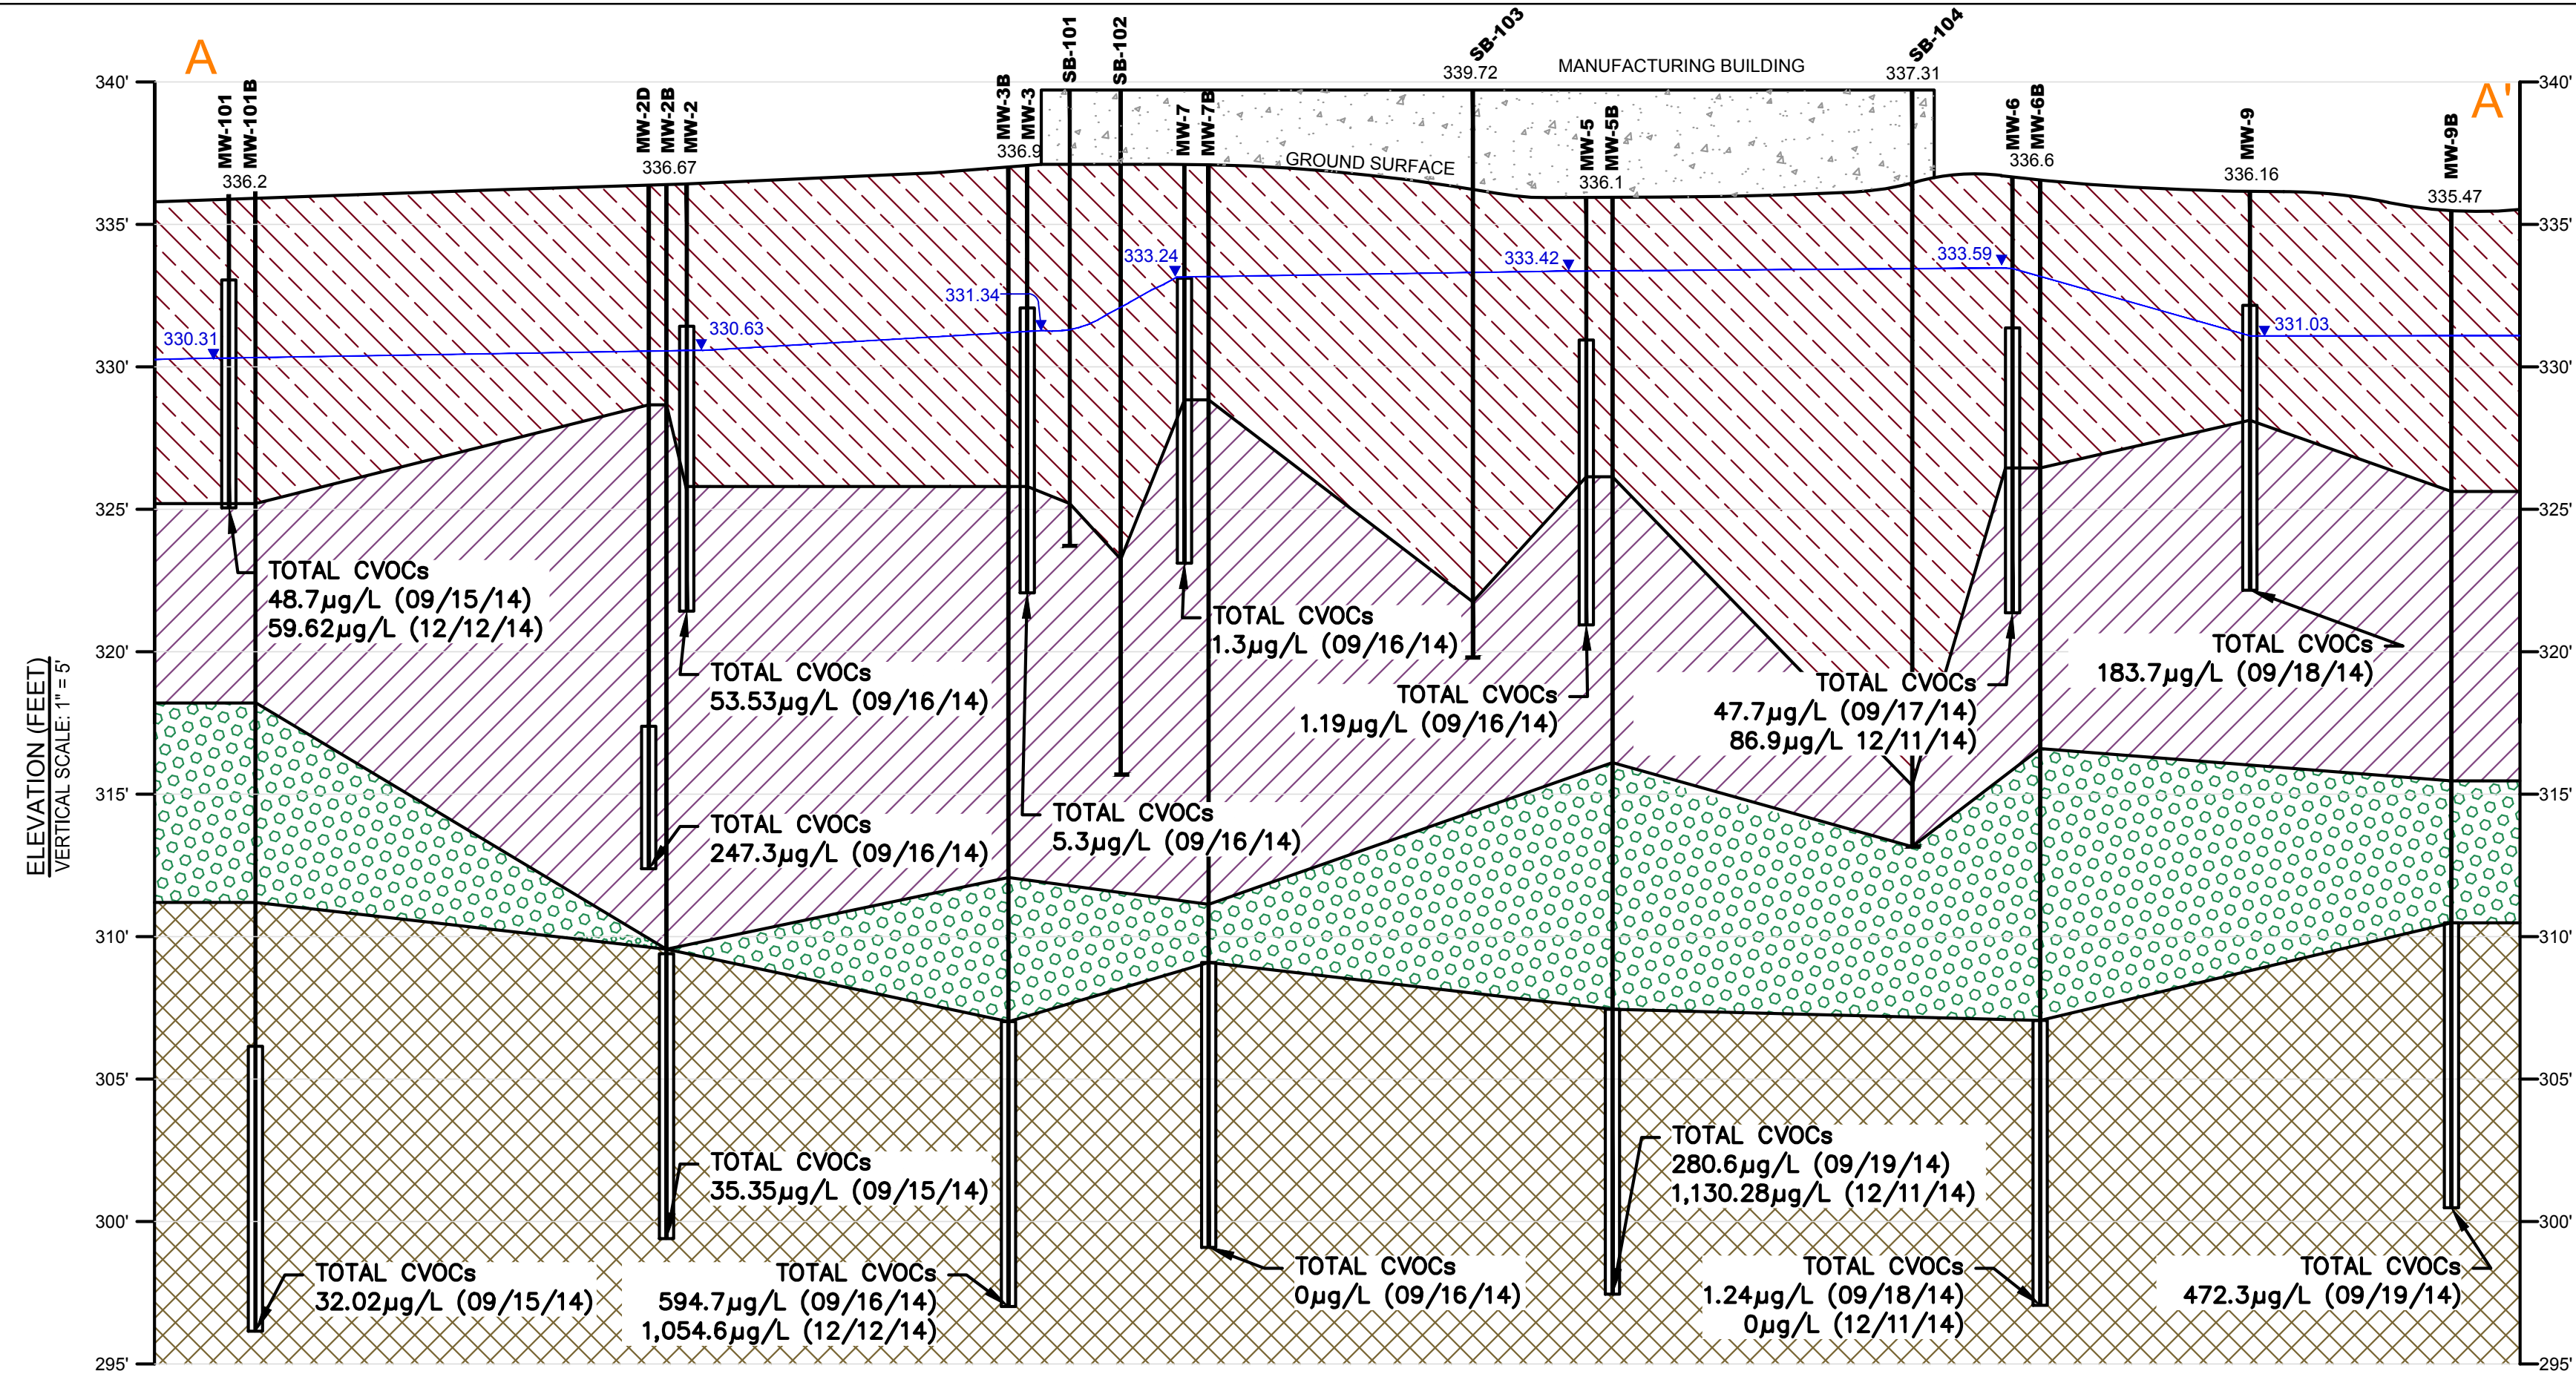 A
A'
MW-101
MW-101B
336.2
MW-2D
MW-2B
MW-2
336.67
MW-3B
MW-3
336.9
SB-101
SB-102
MW-7
MW-7B
SB-103
339.72
MANUFACTURING BUILDING
GROUND SURFACE
MW-5
MW-5B
336.1
SB-104
337.31
MW-6
MW-6B
336.6
MW-9
336.16
MW-9B
335.47
340'
335'
330'
325'
320'
315'
310'
305'
300'
295'
340'
335'
330'
325'
320'
315'
310'
305'
300'
295'
ELEVATION (FEET)
VERTICAL SCALE: 1" = 5'
330.31
330.63
331.34
333.24
333.42
333.59
331.03
TOTAL CVOCs
48.7µg/L (09/15/14)
59.62µg/L (12/12/14)
TOTAL CVOCs
53.53µg/L (09/16/14)
TOTAL CVOCs
247.3µg/L (09/16/14)
TOTAL CVOCs
5.3µg/L (09/16/14)
TOTAL CVOCs
1.3µg/L (09/16/14)
TOTAL CVOCs
1.19µg/L (09/16/14)
TOTAL CVOCs
47.7µg/L (09/17/14)
86.9µg/L 12/11/14)
TOTAL CVOCs
183.7µg/L (09/18/14)
TOTAL CVOCs
32.02µg/L (09/15/14)
TOTAL CVOCs
35.35µg/L (09/15/14)
TOTAL CVOCs
594.7µg/L (09/16/14)
1,054.6µg/L (12/12/14)
TOTAL CVOCs
0µg/L (09/16/14)
TOTAL CVOCs
280.6µg/L (09/19/14)
1,130.28µg/L (12/11/14)
TOTAL CVOCs
1.24µg/L (09/18/14)
0µg/L (12/11/14)
TOTAL CVOCs
472.3µg/L (09/19/14)